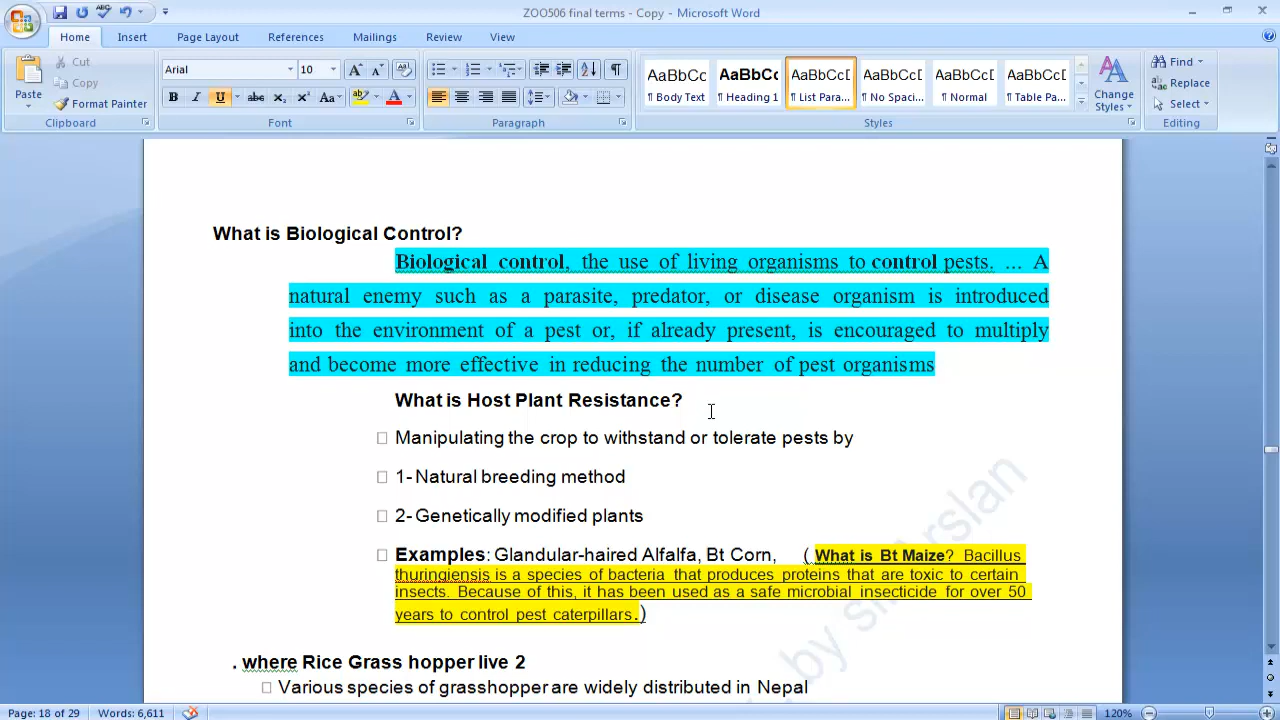 ZOO506 final terms - Copy - Microsoft Word
Home Insert Page Layout References Mailings Review View
Paste Cut Copy Format Painter Clipboard
Arial 10 Font
Paragraph
AaBbCc ¶ Body Text AaBbCc ¶ Heading 1 AaBbCcD ¶ List Para... AaBbCcD ¶ No Spaci... AaBbCcD ¶ Normal AaBbCcD ¶ Table Pa... Change Styles Styles
Find Replace Select Editing
What is Biological Control?
Biological control, the use of living organisms to control pests. ... A
natural enemy such as a parasite, predator, or disease organism is introduced
into the environment of a pest or, if already present, is encouraged to multiply
and become more effective in reducing the number of pest organisms
What is Host Plant Resistance?
Manipulating the crop to withstand or tolerate pests by
1- Natural breeding method
2- Genetically modified plants
Examples: Glandular-haired Alfalfa, Bt Corn, ( What is Bt Maize? Bacillus
thuringiensis is a species of bacteria that produces proteins that are toxic to certain
insects. Because of this, it has been used as a safe microbial insecticide for over 50
years to control pest caterpillars.)
. where Rice Grass hopper live 2
Various species of grasshopper are widely distributed in Nepal
by sir Arslan
Page: 18 of 29 Words: 6,611 120%